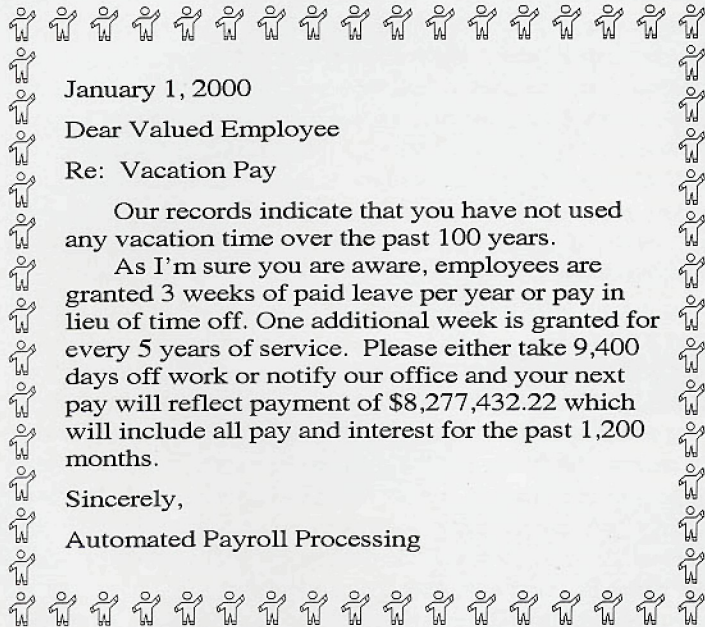 January 1, 2000
Dear Valued Employee
Re:  Vacation Pay
Our records indicate that you have not used
any vacation time over the past 100 years.
As I'm sure you are aware, employees are
granted 3 weeks of paid leave per year or pay in
lieu of time off. One additional week is granted for
every 5 years of service.  Please either take 9,400
days off work or notify our office and your next
pay will reflect payment of $8,277,432.22 which
will include all pay and interest for the past 1,200
months.
Sincerely,
Automated Payroll Processing